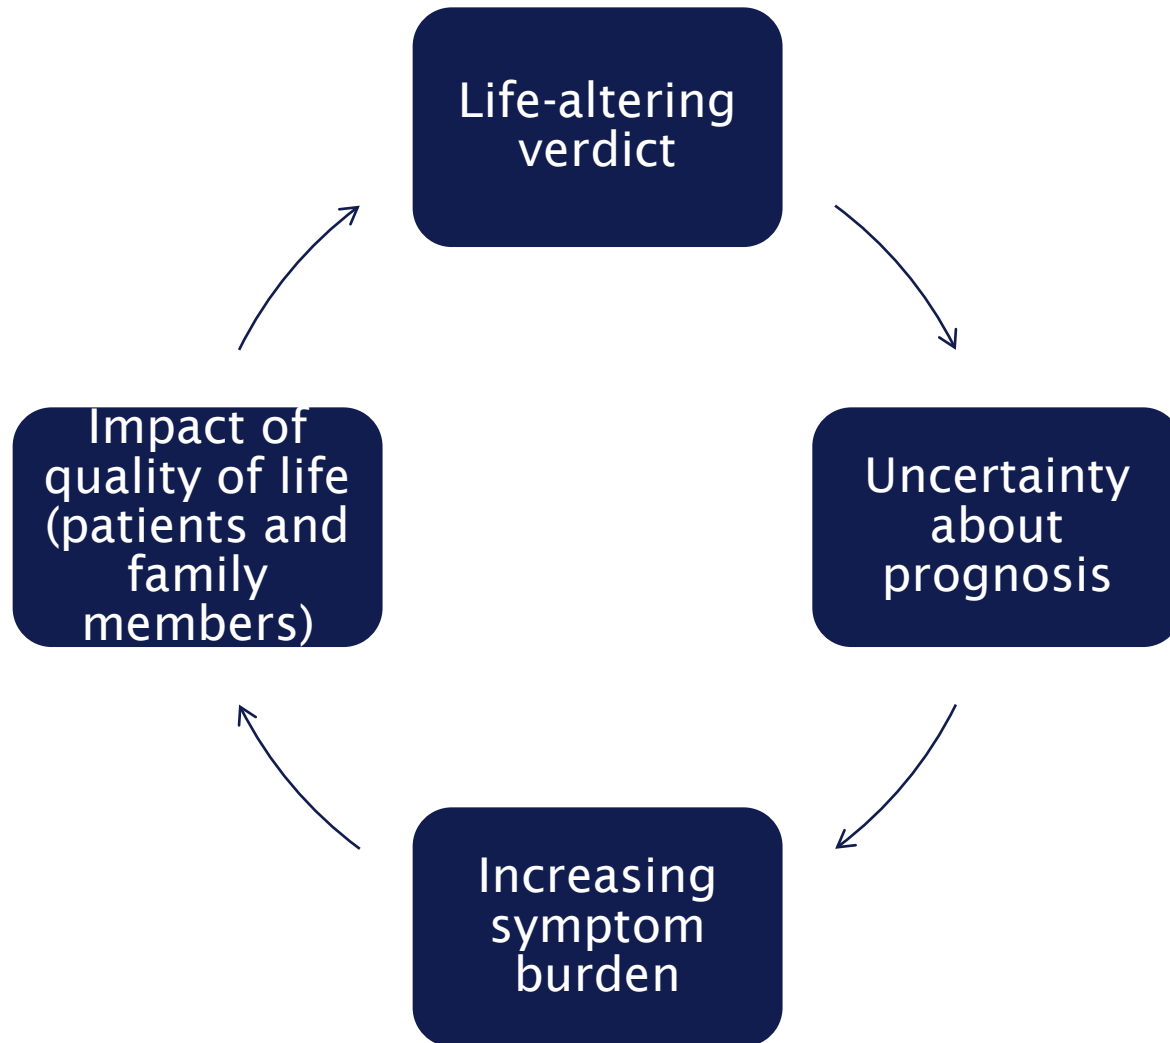 Life-altering
verdict
Uncertainty
about
prognosis
Increasing
symptom
burden
Impact of
quality of life
(patients and
family
members)